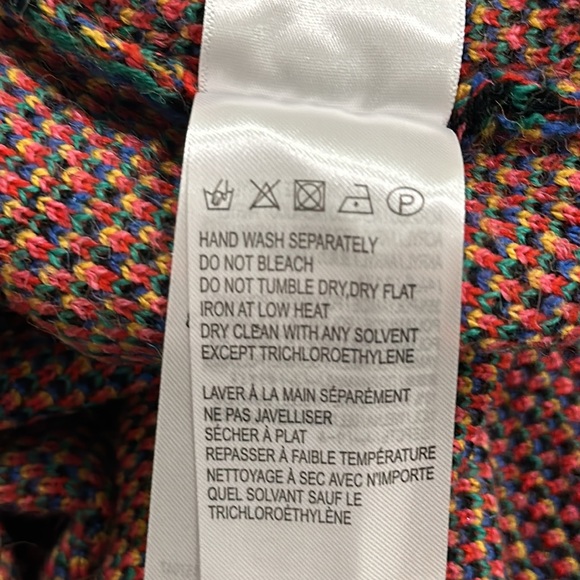 P
HAND WASH SEPARATELY
DO NOT BLEACH
DO NOT TUMBLE DRY,DRY FLAT
IRON AT LOW HEAT
DRY CLEAN WITH ANY SOLVENT
EXCEPT TRICHLOROETHYLENE
LAVER À LA MAIN SÉPARÉMENT
NE PAS JAVELLISER
SÉCHER À PLAT
REPASSER À FAIBLE TEMPÉRATURE
NETTOYAGE À SEC AVEC N'IMPORTE
QUEL SOLVANT SAUF LE
TRICHLOROÉTHYLÈNE